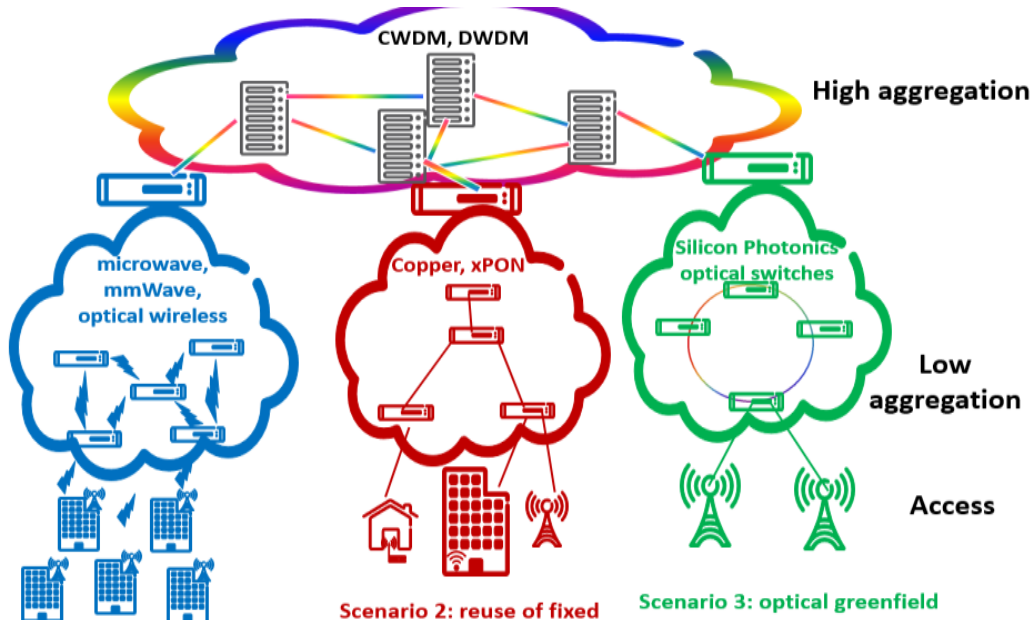 CWDM, DWDM
High aggregation
microwave,
mmWave,
optical wireless
Copper, xPON
Silicon Photonics
optical switches
Low
aggregation
Access
Scenario 2: reuse of fixed
Scenario 3: optical greenfield